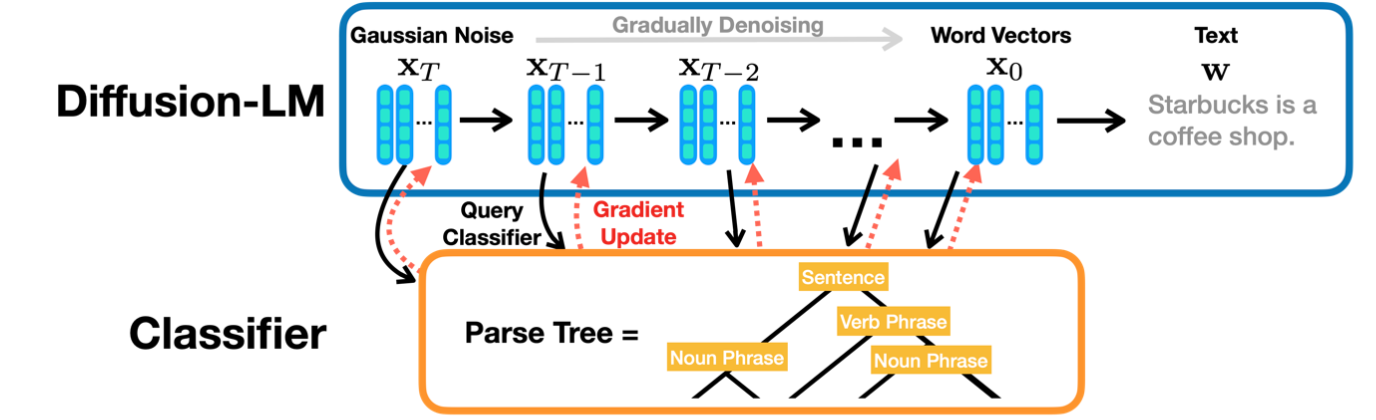 Gaussian Noise
Gradually Denoising
Word Vectors
Text
x_T
x_{T−1}
x_{T−2}
x_0
w
Diffusion-LM
...
...
...
...
...
Starbucks is a
coffee shop.
Query
Classifier
Gradient
Update
Classifier
Parse Tree =
Sentence
Verb Phrase
Noun Phrase
Noun Phrase